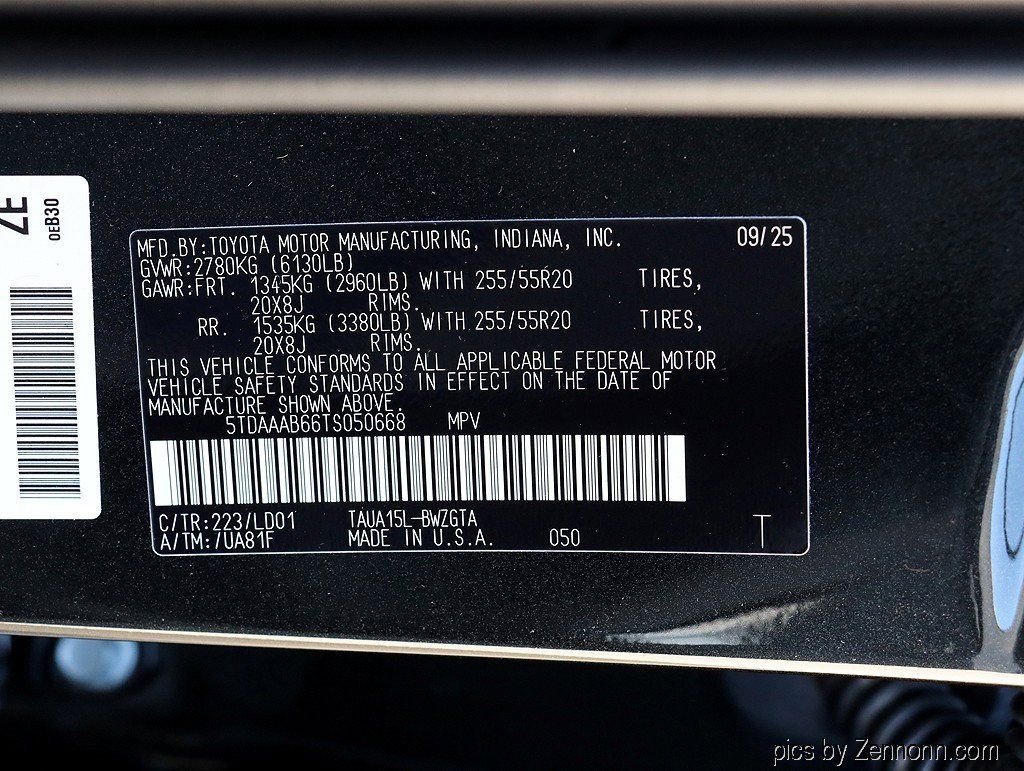 ZE
0EB30
MFD.BY:TOYOTA MOTOR MANUFACTURING, INDIANA, INC. 09/25
GVWR:2780KG (6130LB)
GAWR:FRT. 1345KG (2960LB) WITH 255/55R20 TIRES,
20X8J RIMS.
RR. 1535KG (3380LB) WITH 255/55R20 TIRES,
20X8J RIMS.
THIS VEHICLE CONFORMS TO ALL APPLICABLE FEDERAL MOTOR
VEHICLE SAFETY STANDARDS IN EFFECT ON THE DATE OF
MANUFACTURE SHOWN ABOVE.
5TDAAAB66TS050668 MPV
C/TR:223/LD01 TAUA15L-BWZGTA
A/TM:/UA81F MADE IN U.S.A. 050 T
pics by Zennonn.com